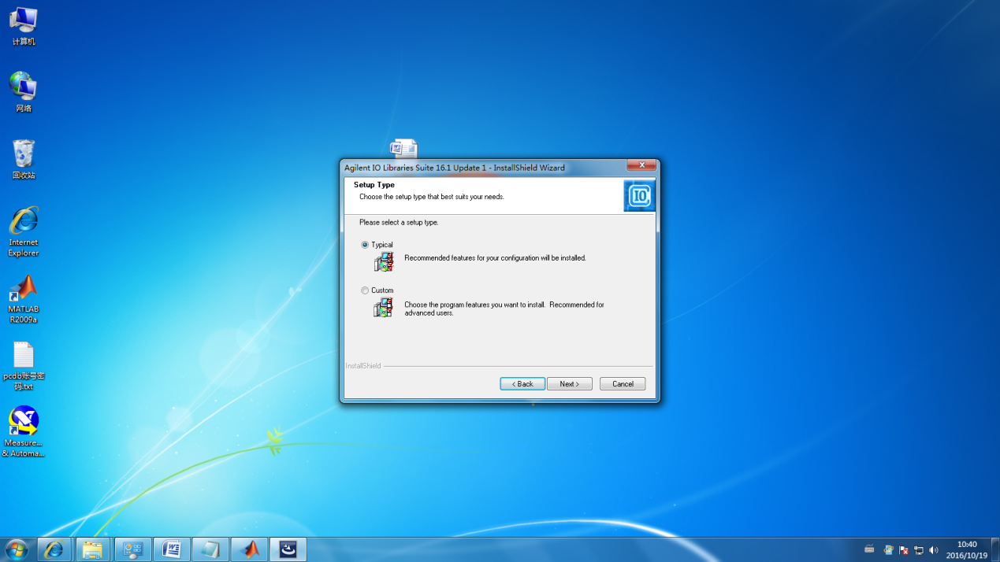 计算机
网络
回收站
Internet
Explorer
MATLAB
R2009a
pcdb账号密
码.txt
Measure...
& Automa...
Agilent IO Libraries Suite 16.1 Update 1 - InstallShield Wizard
Setup Type
Choose the setup type that best suits your needs.
IO
Please select a setup type.
Typical
Recommended features for your configuration will be installed.
Custom
Choose the program features you want to install. Recommended for
advanced users.
InstallShield
< Back
Next >
Cancel
10:40
2016/10/19